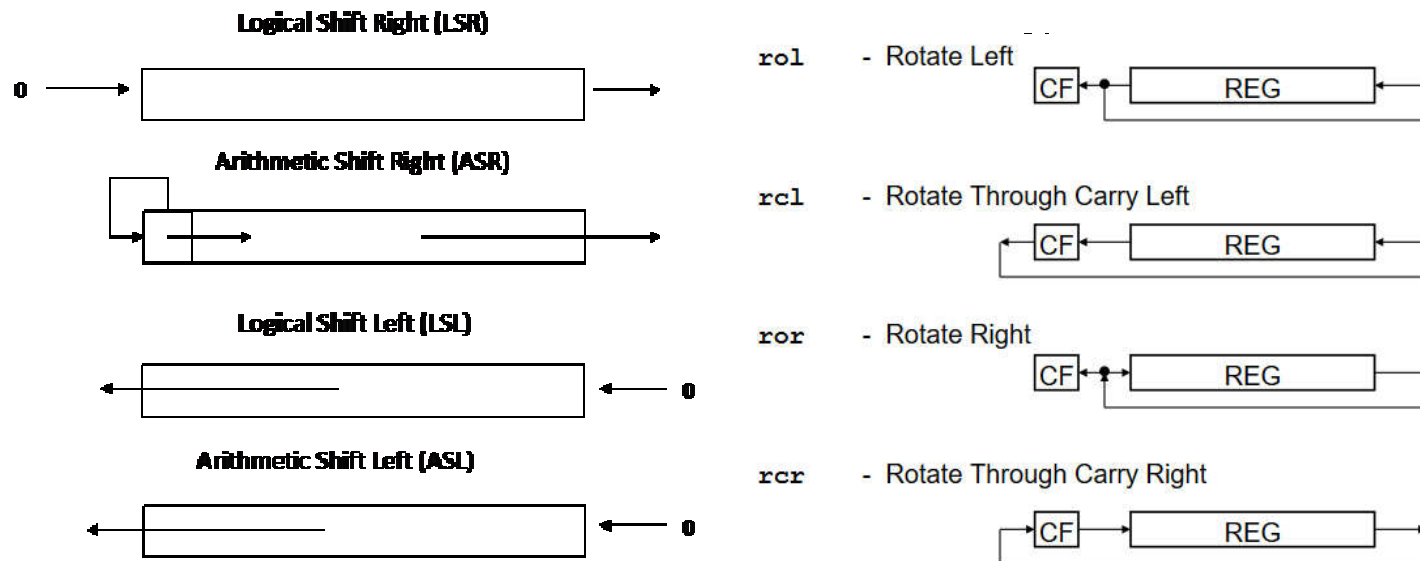 Logical Shift Right (LSR)
0
Arithmetic Shift Right (ASR)
Logical Shift Left (LSL)
0
Arithmetic Shift Left (ASL)
0
rol - Rotate Left
CF REG
rcl - Rotate Through Carry Left
CF REG
ror - Rotate Right
CF REG
rcr - Rotate Through Carry Right
CF REG